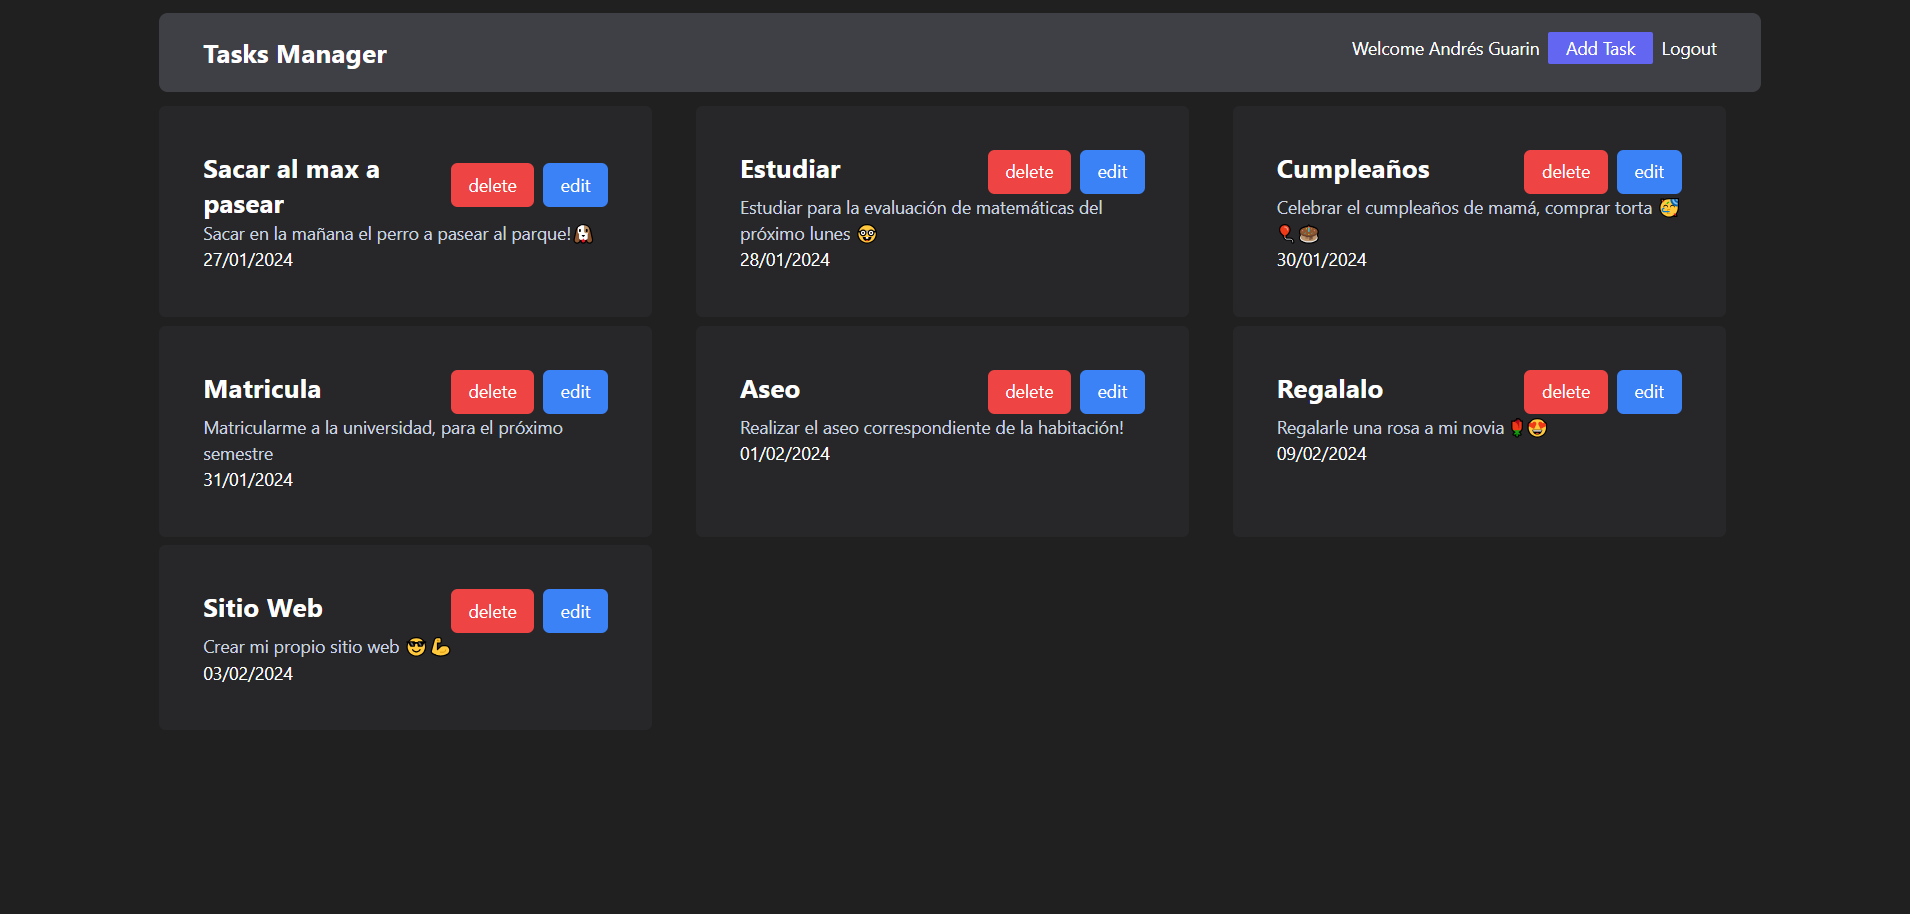 Tasks Manager
Welcome Andrés Guarin Add Task Logout
Sacar al max a
pasear
delete edit
Sacar en la mañana el perro a pasear al parque!🐶
27/01/2024
Estudiar
delete edit
Estudiar para la evaluación de matemáticas del
próximo lunes 🤓
28/01/2024
Cumpleaños
delete edit
Celebrar el cumpleaños de mamá, comprar torta 🥳
🎈🎂
30/01/2024
Matricula
delete edit
Matricularme a la universidad, para el próximo
semestre
31/01/2024
Aseo
delete edit
Realizar el aseo correspondiente de la habitación!
01/02/2024
Regalalo
delete edit
Regalarle una rosa a mi novia🌹😍
09/02/2024
Sitio Web
delete edit
Crear mi propio sitio web 😎💪
03/02/2024